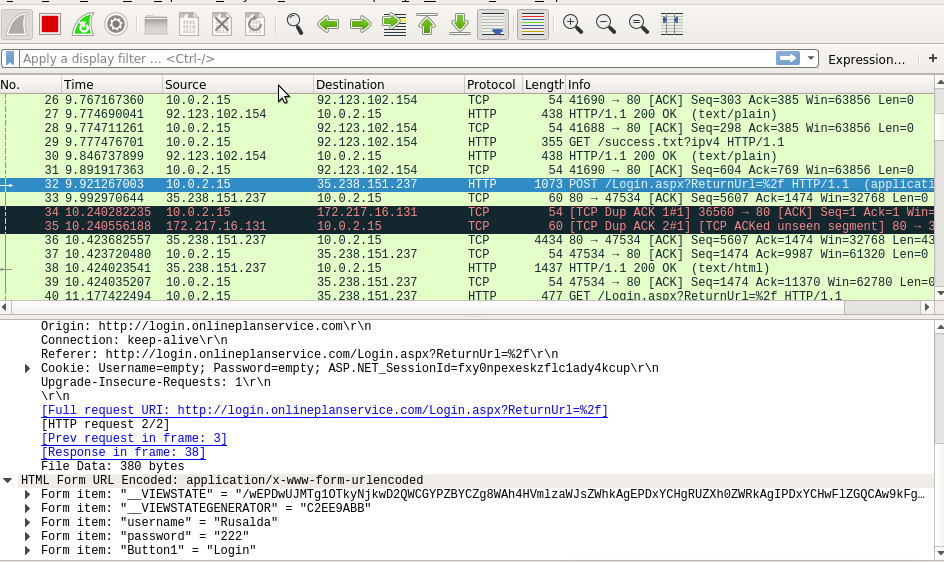 Apply a display filter ... <Ctrl-/>
Expression...
+
No. Time Source Destination Protocol Length Info
26 9.767167360 10.0.2.15 92.123.102.154 TCP 54 41690 → 80 [ACK] Seq=303 Ack=385 Win=63856 Len=0
27 9.774690041 92.123.102.154 10.0.2.15 HTTP 438 HTTP/1.1 200 OK (text/plain)
28 9.774711261 10.0.2.15 92.123.102.154 TCP 54 41688 → 80 [ACK] Seq=298 Ack=385 Win=63856 Len=0
29 9.777476701 10.0.2.15 92.123.102.154 HTTP 355 GET /success.txt?ipv4 HTTP/1.1
30 9.846737899 92.123.102.154 10.0.2.15 HTTP 438 HTTP/1.1 200 OK (text/plain)
31 9.891917363 10.0.2.15 92.123.102.154 TCP 54 41690 → 80 [ACK] Seq=604 Ack=769 Win=63856 Len=0
32 9.921267003 10.0.2.15 35.238.151.237 HTTP 1073 POST /Login.aspx?ReturnUrl=%2f HTTP/1.1 (applicati
33 9.992970644 35.238.151.237 10.0.2.15 TCP 60 80 → 47534 [ACK] Seq=5607 Ack=1474 Win=32768 Len=0
34 10.240282235 10.0.2.15 172.217.16.131 TCP 54 [TCP Dup ACK 1#1] 36560 → 80 [ACK] Seq=1 Ack=1 Win=
35 10.240556188 172.217.16.131 10.0.2.15 TCP 60 [TCP Dup ACK 2#1] [TCP ACKed unseen segment] 80 → 3
36 10.423682557 35.238.151.237 10.0.2.15 TCP 4434 80 → 47534 [ACK] Seq=5607 Ack=1474 Win=32768 Len=43
37 10.423720480 10.0.2.15 35.238.151.237 TCP 54 47534 → 80 [ACK] Seq=1474 Ack=9987 Win=61320 Len=0
38 10.424023541 35.238.151.237 10.0.2.15 HTTP 1437 HTTP/1.1 200 OK (text/html)
39 10.424035207 10.0.2.15 35.238.151.237 TCP 54 47534 → 80 [ACK] Seq=1474 Ack=11370 Win=62780 Len=0
40 11.177422494 10.0.2.15 35.238.151.237 HTTP 477 GET /Login.aspx?ReturnUrl=%2f HTTP/1.1
Origin: http://login.onlineplanservice.com\r\n
Connection: keep-alive\r\n
Referer: http://login.onlineplanservice.com/Login.aspx?ReturnUrl=%2f\r\n
Cookie: Username=empty; Password=empty; ASP.NET_SessionId=fxy0npexeskzflc1ady4kcup\r\n
Upgrade-Insecure-Requests: 1\r\n
\r\n
[Full request URI: http://login.onlineplanservice.com/Login.aspx?ReturnUrl=%2f]
[HTTP request 2/2]
[Prev request in frame: 3]
[Response in frame: 38]
File Data: 380 bytes
HTML Form URL Encoded: application/x-www-form-urlencoded
Form item: "__VIEWSTATE" = "/wEPDwUJMTg1OTkyNjkwD2QWCGYPZBYCZg8WAh4HVmlzaWJsZWhkAgEPDxYCHgRUZXh0ZWRkAgIPDxYCHwFlZGQCAw9kFg…
Form item: "__VIEWSTATEGENERATOR" = "C2EE9ABB"
Form item: "username" = "Rusalda"
Form item: "password" = "222"
Form item: "Button1" = "Login"